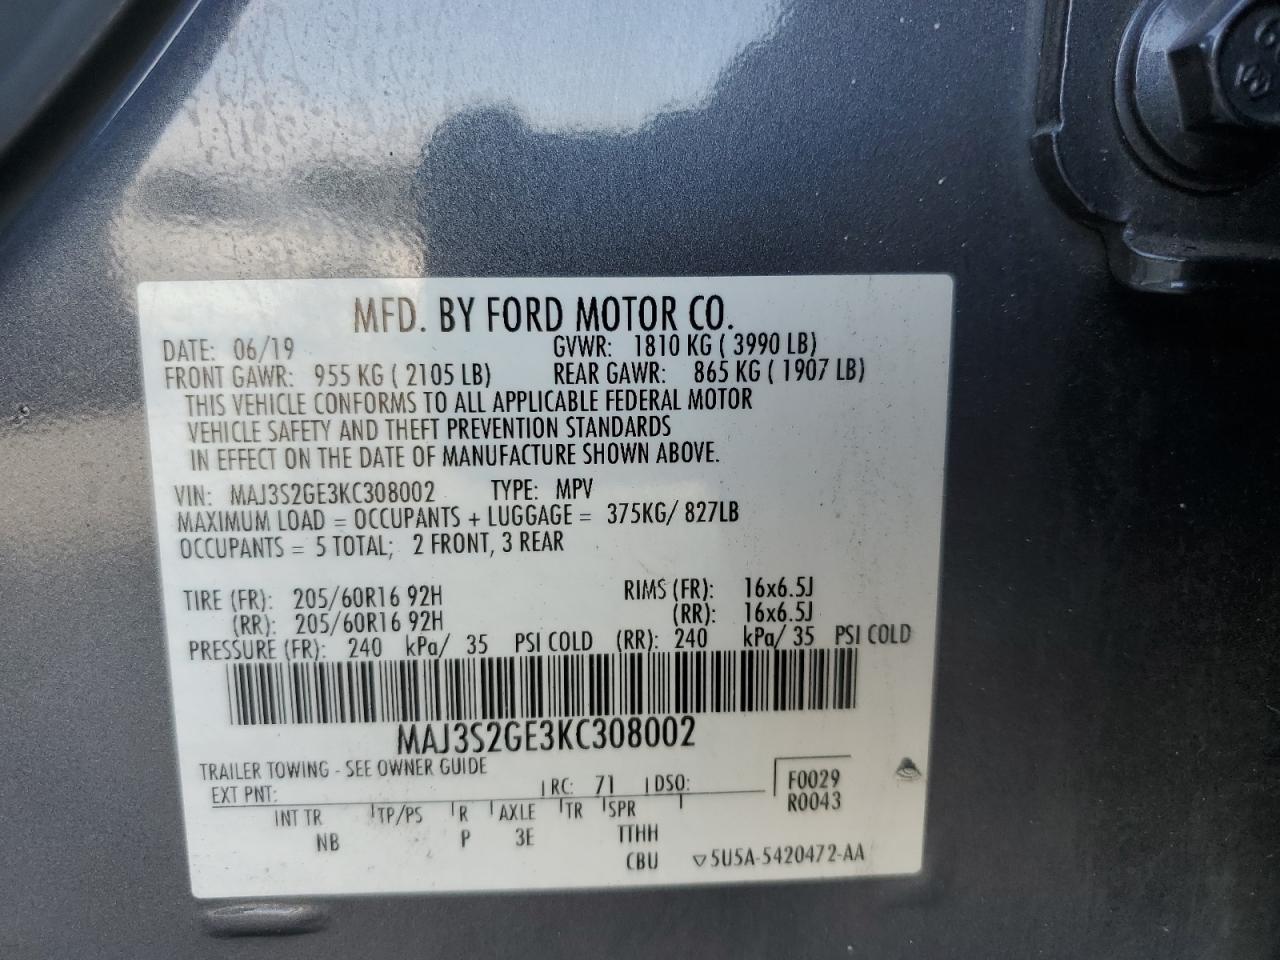 MFD. BY FORD MOTOR CO.
DATE: 06/19 GVWR: 1810 KG ( 3990 LB)
FRONT GAWR: 955 KG ( 2105 LB) REAR GAWR: 865 KG ( 1907 LB)
THIS VEHICLE CONFORMS TO ALL APPLICABLE FEDERAL MOTOR
VEHICLE SAFETY AND THEFT PREVENTION STANDARDS
IN EFFECT ON THE DATE OF MANUFACTURE SHOWN ABOVE.
VIN: MAJ3S2GE3KC308002 TYPE: MPV
MAXIMUM LOAD = OCCUPANTS + LUGGAGE = 375KG/ 827LB
OCCUPANTS = 5 TOTAL; 2 FRONT, 3 REAR
TIRE (FR): 205/60R16 92H RIMS (FR): 16x6.5J
(RR): 205/60R16 92H (RR): 16x6.5J
PRESSURE (FR): 240 kPa/ 35 PSI COLD (RR): 240 kPa/ 35 PSI COLD
MAJ3S2GE3KC308002
TRAILER TOWING - SEE OWNER GUIDE
EXT PNT: RC: 71 DSO: F0029
R0043
INT TR TP/PS R AXLE TR SPR
NB P 3E TTHH
CBU ▽5U5A-5420472-AA